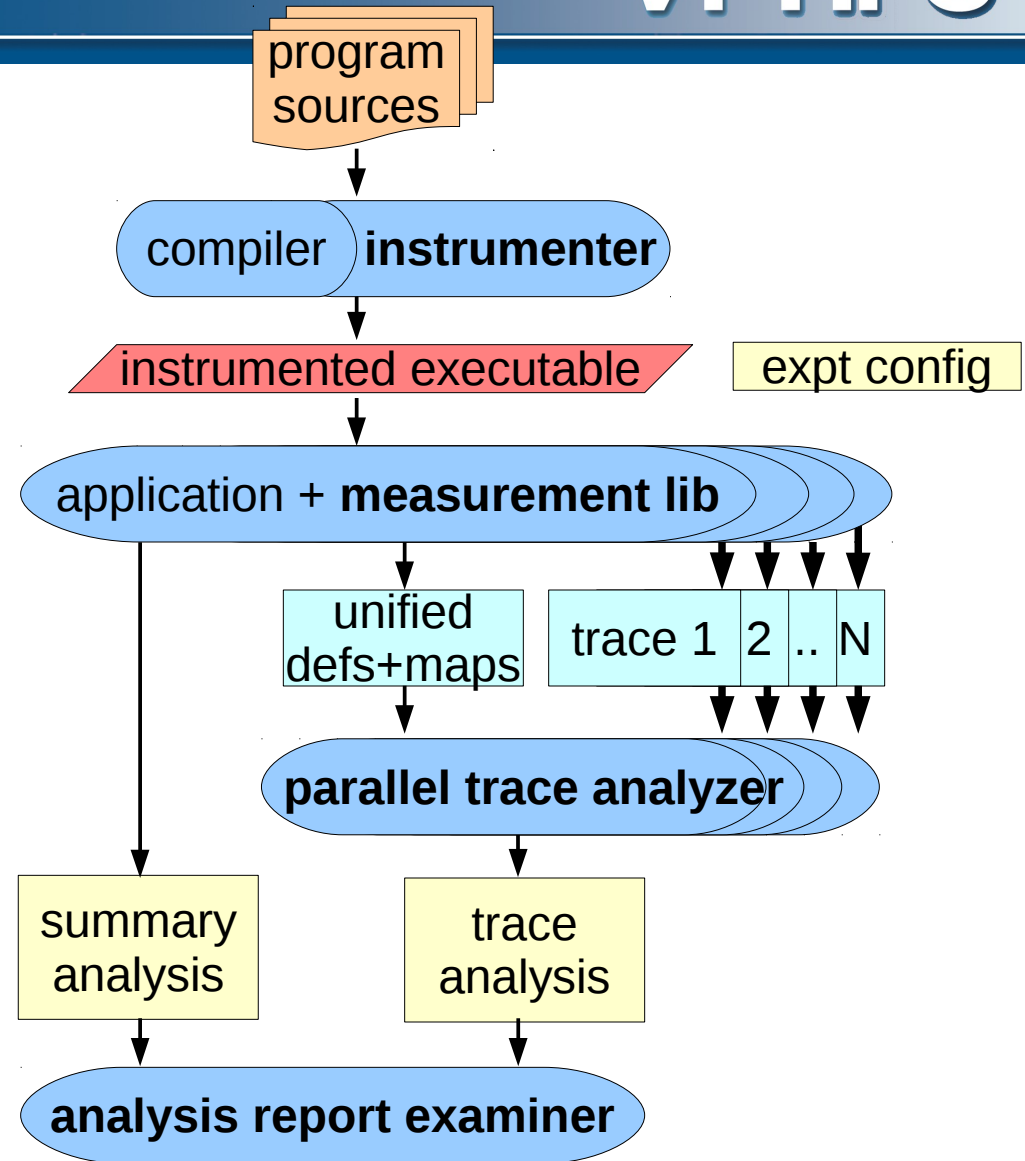 program
sources
compiler instrumenter
instrumented executable
expt config
application + measurement lib
unified
defs+maps
trace 1 2 .. N
parallel trace analyzer
summary
analysis
trace
analysis
analysis report examiner